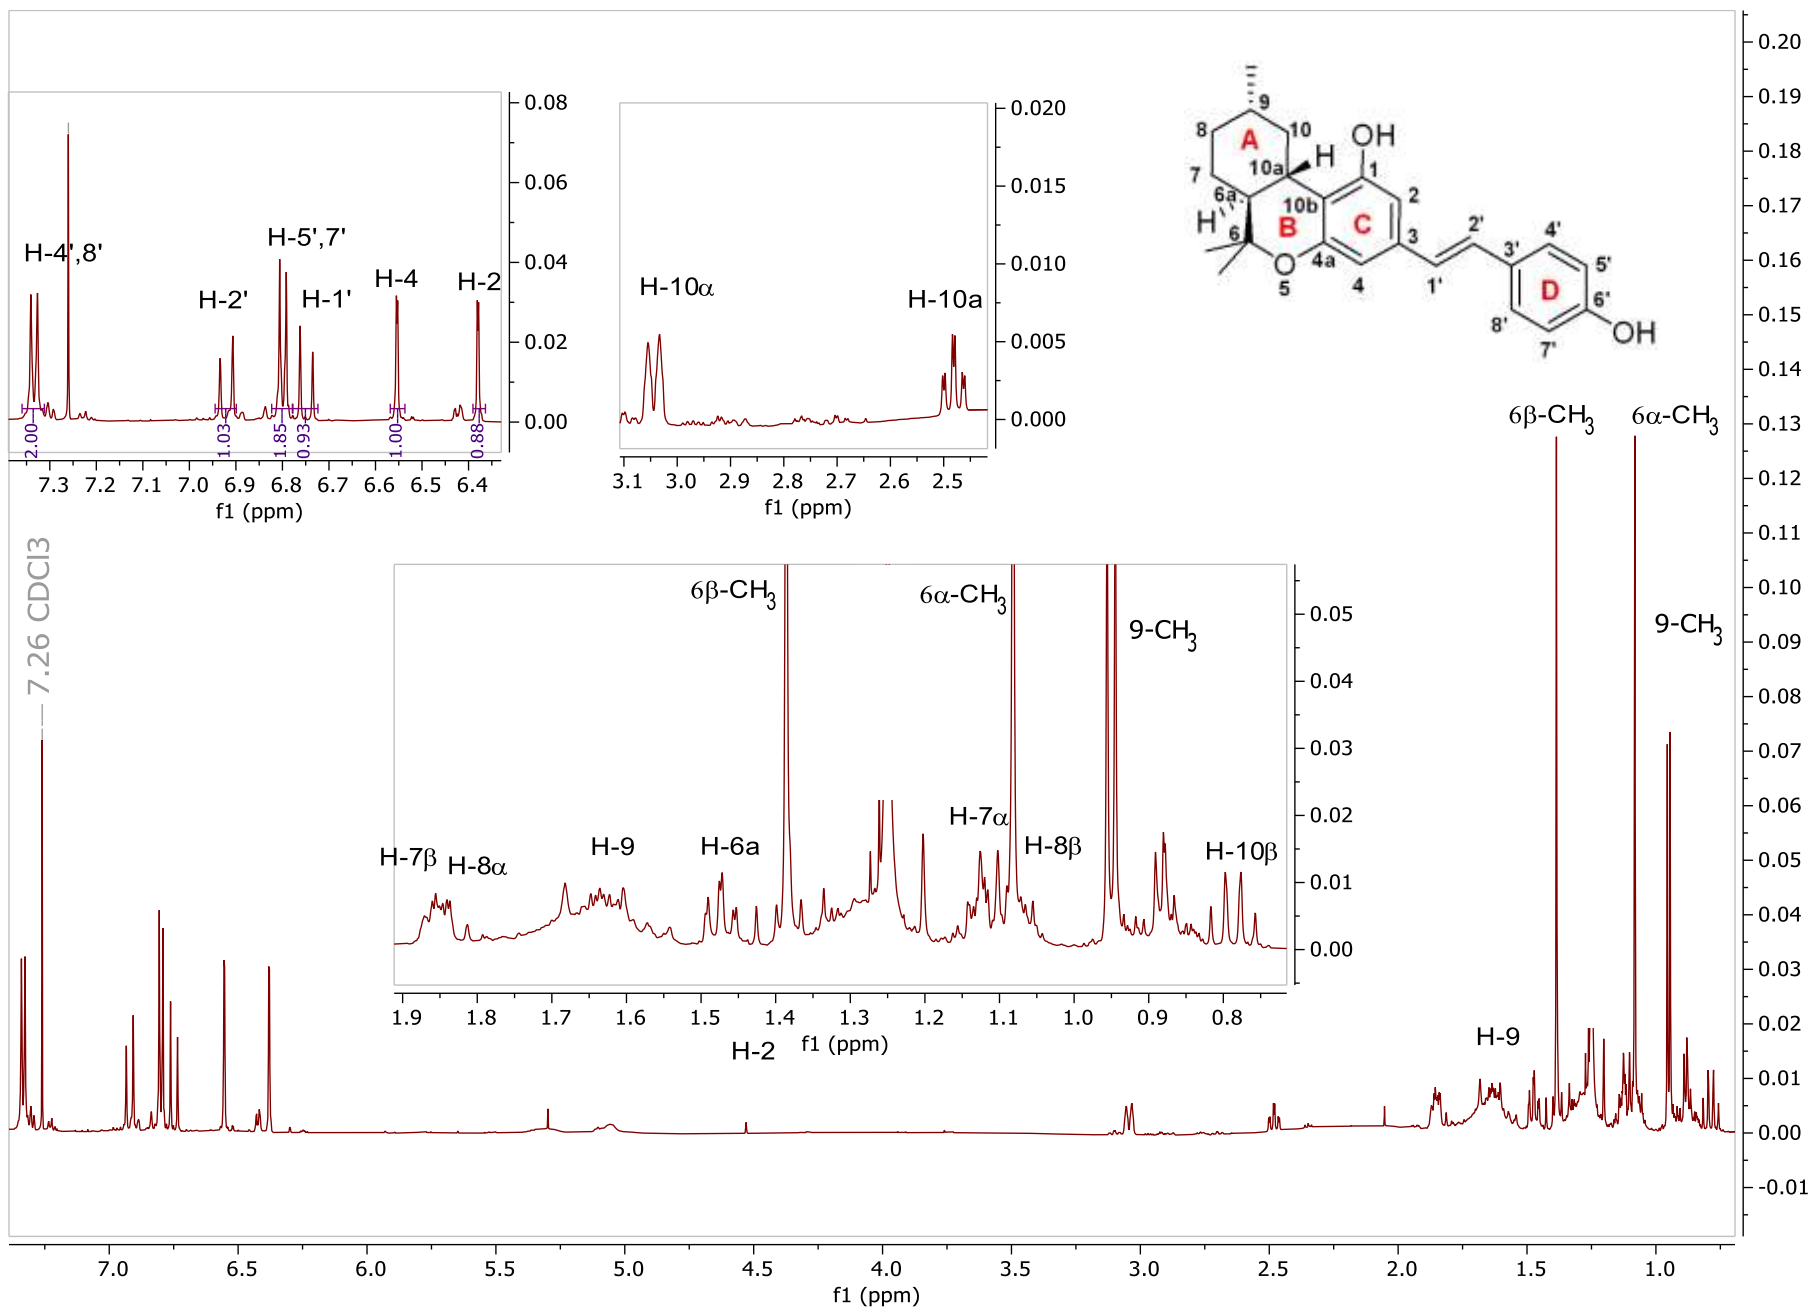 0.20
0.19
0.18
0.17
0.16
0.15
0.14
0.13
0.12
0.11
0.10
0.09
0.08
0.07
0.06
0.05
0.04
0.03
0.02
0.01
0.00
-0.01
0.08
0.06
0.04
0.02
0.00
H-4',8'
H-2'
H-5',7'
H-1'
H-4
H-2
2.00
1.03
1.85
0.93
1.00
0.88
7.3 7.2 7.1 7.0 6.9 6.8 6.7 6.6 6.5 6.4
f1 (ppm)
0.020
0.015
0.010
0.005
0.000
H-10α
H-10a
3.1 3.0 2.9 2.8 2.7 2.6 2.5
f1 (ppm)
9
8
A
10
OH
H
7
10a
1
6a
10b
2
H
B
C
6
3
2'
4'
O
4a
3'
5'
5
4
1'
D
6'
8'
OH
7'
6β-CH3
6α-CH3
9-CH3
7.26 CDCl3
6β-CH3
6α-CH3
9-CH3
H-7β
H-8α
H-9
H-6a
H-7α
H-8β
H-10β
0.05
0.04
0.03
0.02
0.01
0.00
1.9 1.8 1.7 1.6 1.5 1.4 1.3 1.2 1.1 1.0 0.9 0.8
f1 (ppm)
H-2
H-9
7.0 6.5 6.0 5.5 5.0 4.5 4.0 3.5 3.0 2.5 2.0 1.5 1.0
f1 (ppm)